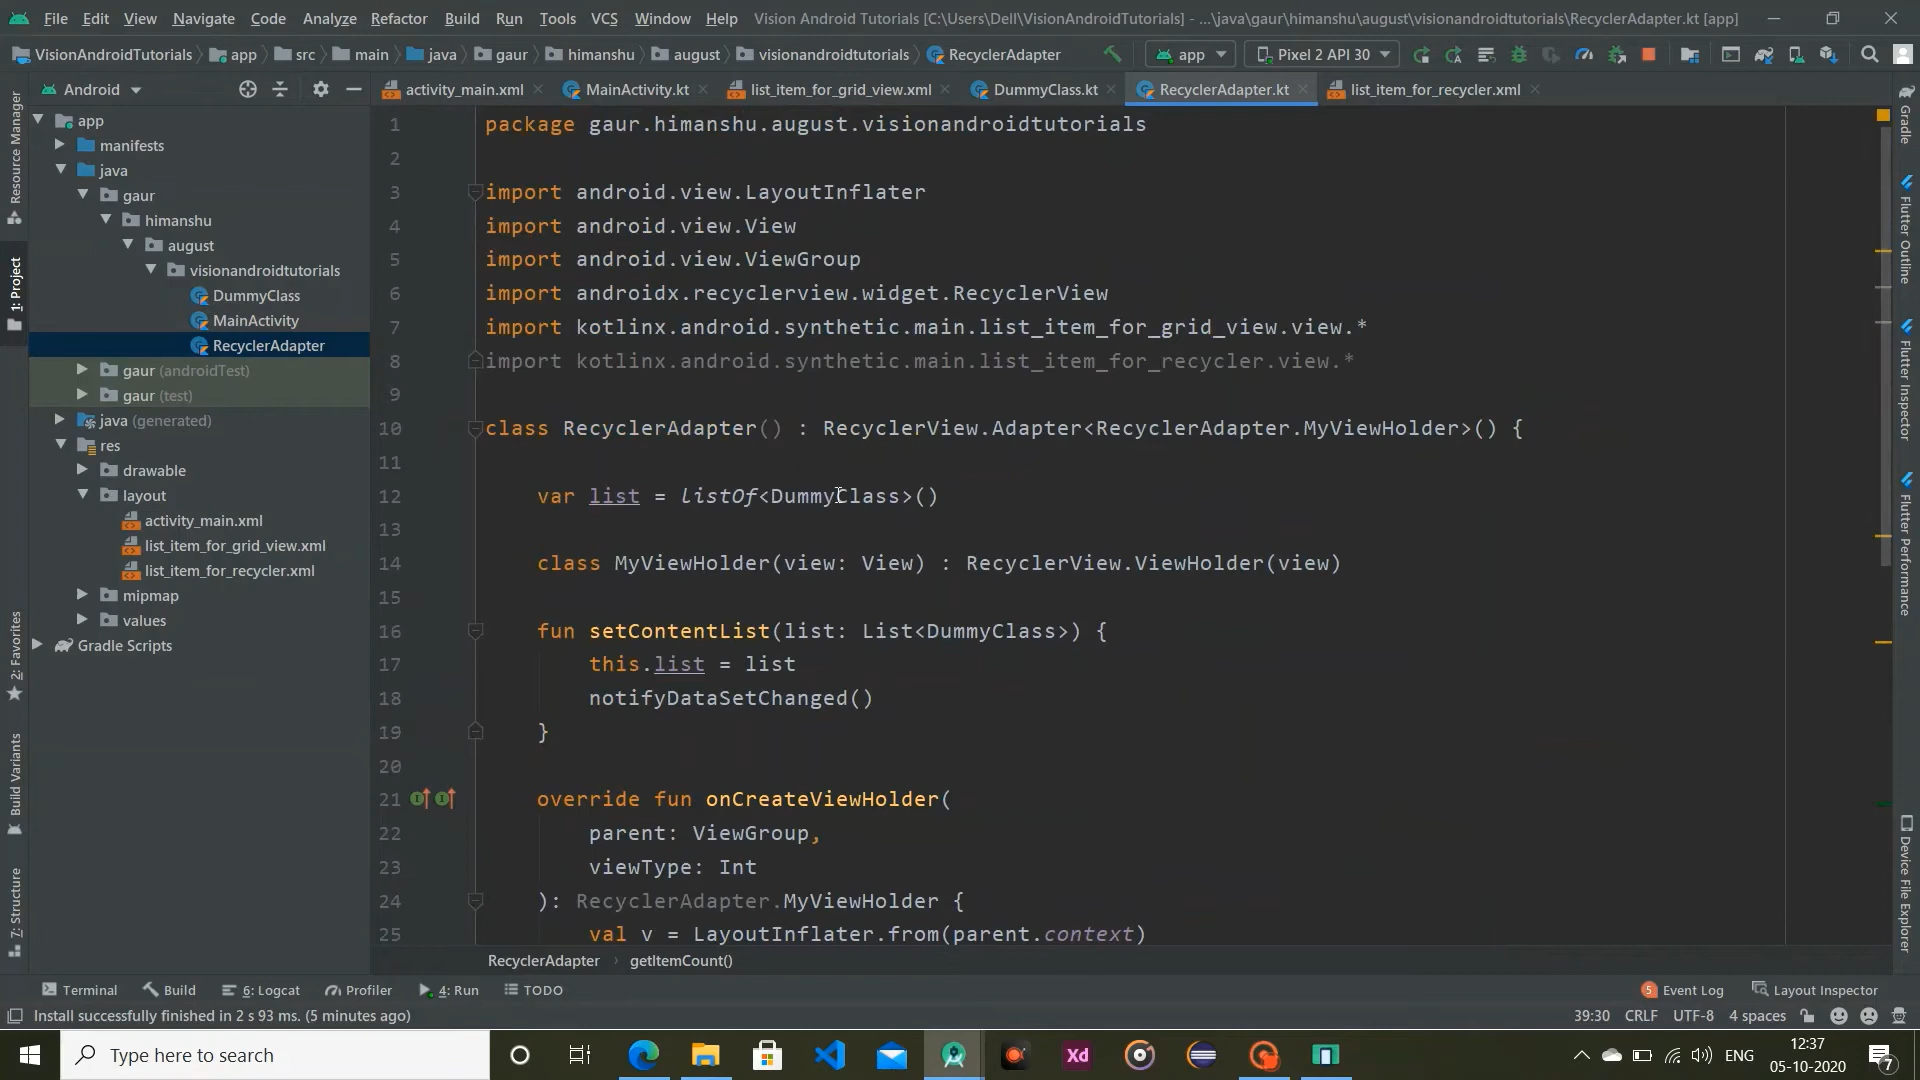 File Edit View Navigate Code Analyze Refactor Build Run Tools VCS Window Help Vision Android Tutorials [C:\Users\Dell\VisionAndroidTutorials] - ...\java\gaur\himanshu\august\visionandroidtutorials\RecyclerAdapter.kt [app]
VisionAndroidTutorials app src main java gaur himanshu august visionandroidtutorials RecyclerAdapter app Pixel 2 API 30
Android activity_main.xml MainActivity.kt list_item_for_grid_view.xml DummyClass.kt RecyclerAdapter.kt list_item_for_recycler.xml
Resource Manager
1: Project
2: Favorites
Build Variants
7: Structure
app
manifests
java
gaur
himanshu
august
visionandroidtutorials
DummyClass
MainActivity
RecyclerAdapter
gaur (androidTest)
gaur (test)
java (generated)
res
drawable
layout
activity_main.xml
list_item_for_grid_view.xml
list_item_for_recycler.xml
mipmap
values
Gradle Scripts
1 package gaur.himanshu.august.visionandroidtutorials
2
3 import android.view.LayoutInflater
4 import android.view.View
5 import android.view.ViewGroup
6 import androidx.recyclerview.widget.RecyclerView
7 import kotlinx.android.synthetic.main.list_item_for_grid_view.view.*
8 import kotlinx.android.synthetic.main.list_item_for_recycler.view.*
9
10 class RecyclerAdapter() : RecyclerView.Adapter<RecyclerAdapter.MyViewHolder>() {
11
12 var list = listOf<DummyClass>()
13
14 class MyViewHolder(view: View) : RecyclerView.ViewHolder(view)
15
16 fun setContentList(list: List<DummyClass>) {
17 this.list = list
18 notifyDataSetChanged()
19 }
20
21 override fun onCreateViewHolder(
22 parent: ViewGroup,
23 viewType: Int
24 ): RecyclerAdapter.MyViewHolder {
25 val v = LayoutInflater.from(parent.context)
RecyclerAdapter getItemCount()
Gradle
Flutter Outline
Flutter Inspector
Flutter Performance
Device File Explorer
Terminal Build 6: Logcat Profiler 4: Run TODO 5 Event Log Layout Inspector
Install successfully finished in 2 s 93 ms. (5 minutes ago) 39:30 CRLF UTF-8 4 spaces
Type here to search Xd ENG 12:37
05-10-2020 7